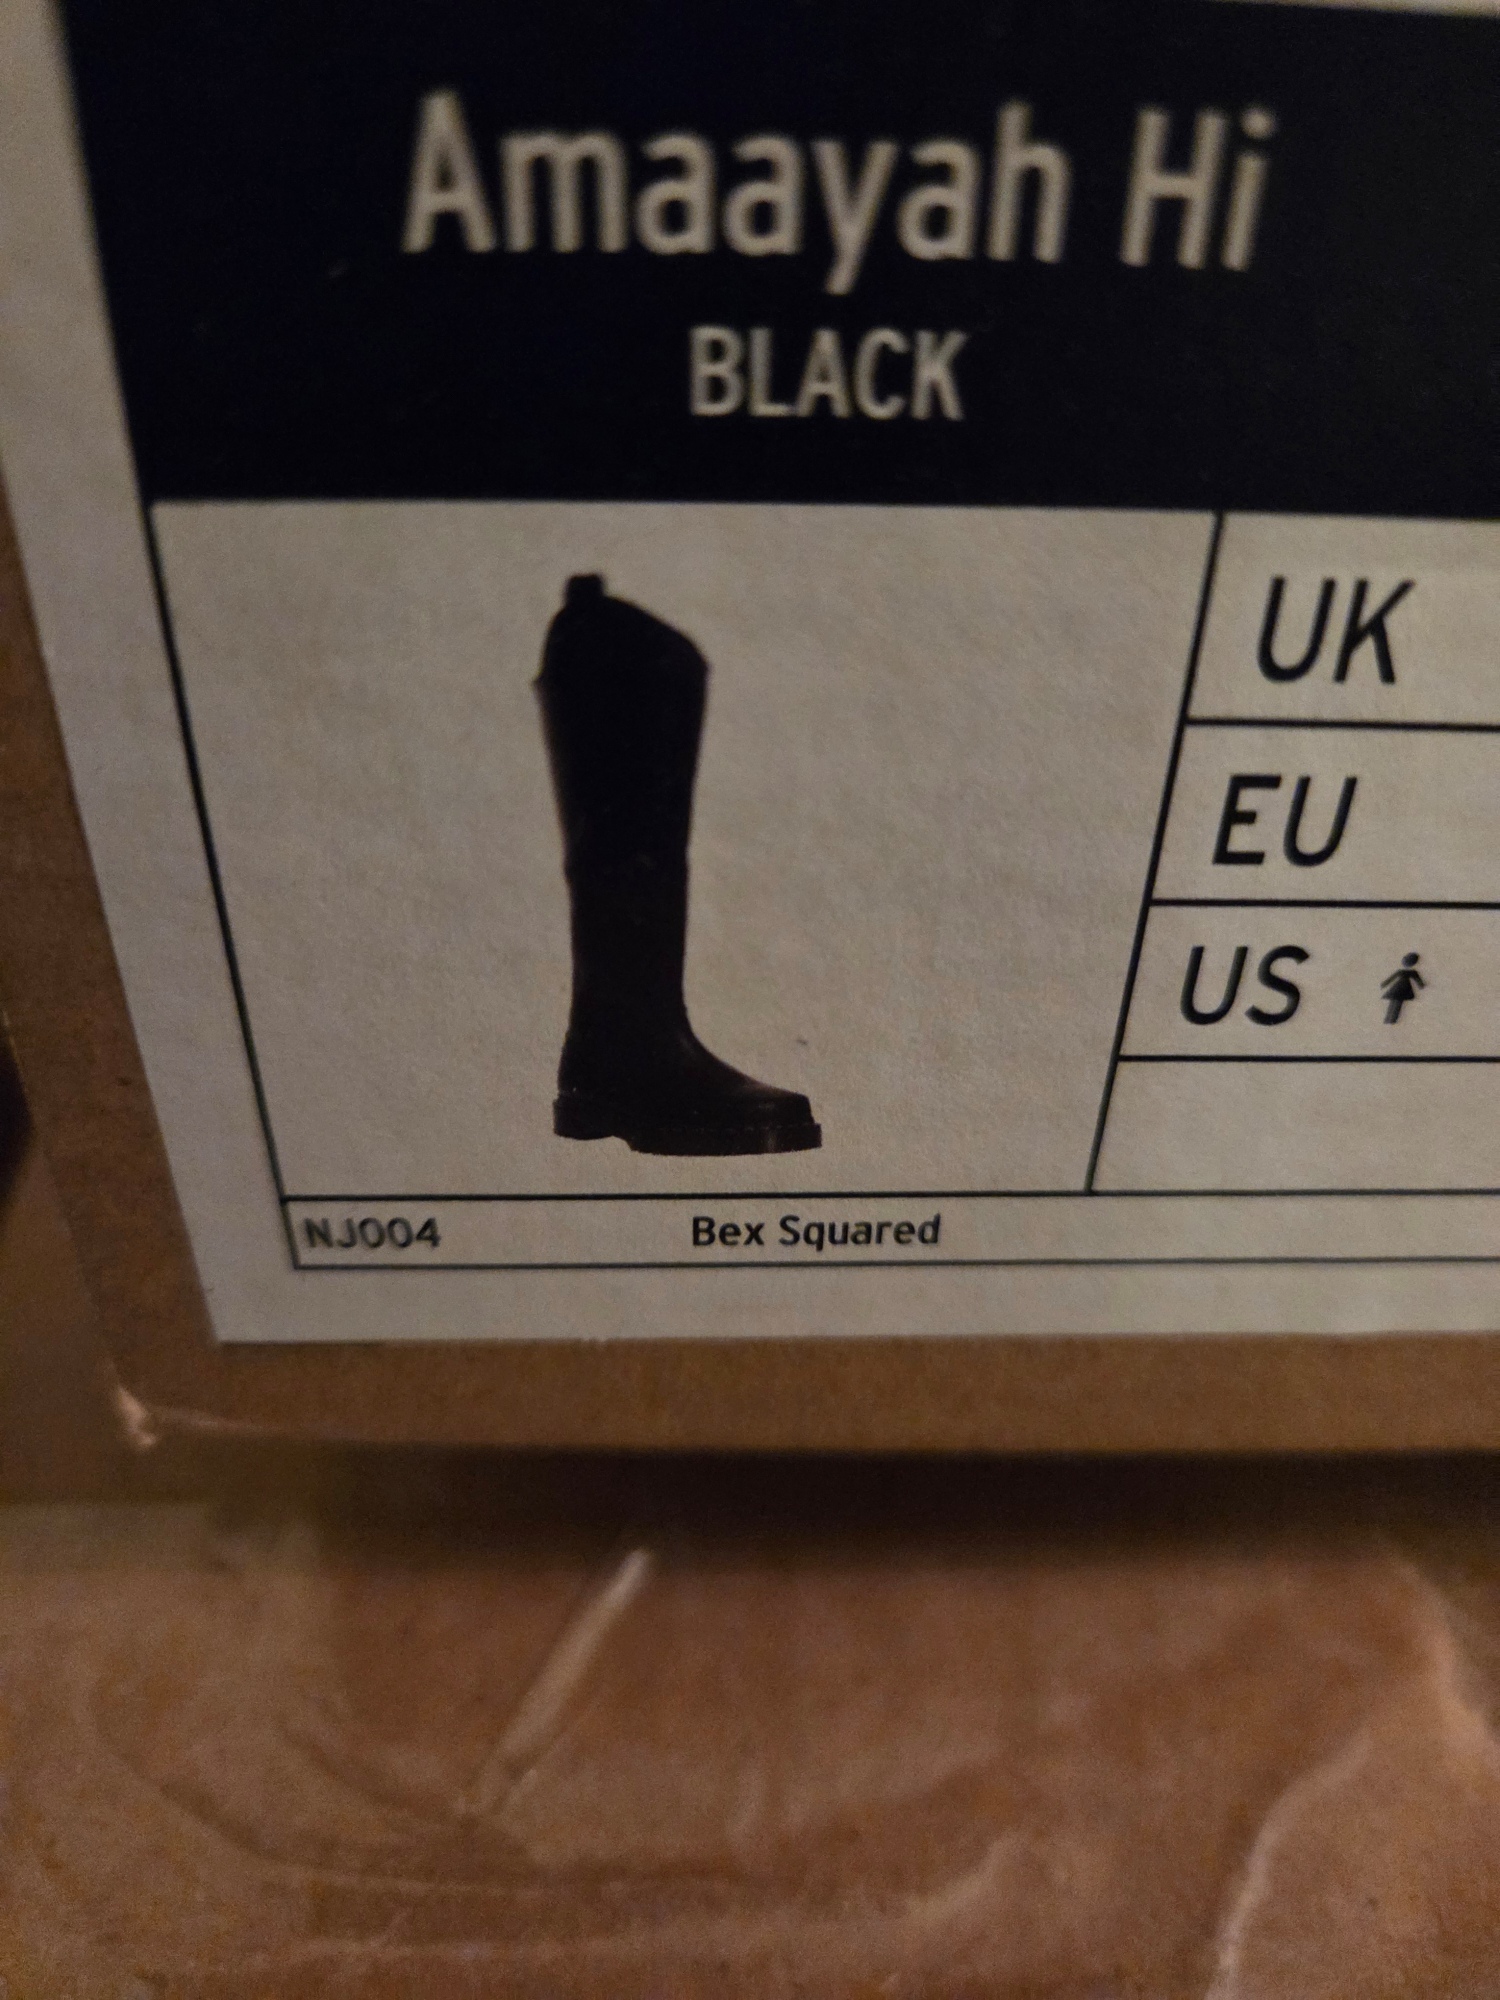 Amaayah Hi
BLACK
UK
EU
US
NJ004 Bex Squared